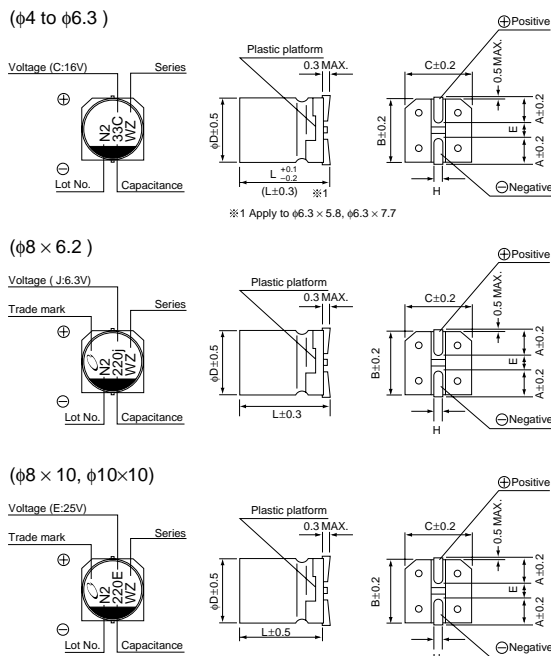 (ϕ4 to ϕ6.3 )
Voltage (C:16V)
Series
⊕
N2
33C
WZ
⊖
Lot No.
Capacitance
Plastic platform
0.3 MAX.
ϕD±0.5
L +0.1 −0.2
(L±0.3) ※1
※1 Apply to ϕ6.3 × 5.8, ϕ6.3 × 7.7
⊕Positive
C±0.2
0.5 MAX.
B±0.2
A±0.2
E
A±0.2
H
⊖Negative
(ϕ8 × 6.2 )
Voltage ( J:6.3V)
Trade mark
Series
⊕
N2
220j
WZ
⊖
Lot No.
Capacitance
Plastic platform
0.3 MAX.
ϕD±0.5
L±0.3
⊕Positive
C±0.2
0.5 MAX.
B±0.2
A±0.2
E
A±0.2
H
⊖Negative
(ϕ8 × 10, ϕ10×10)
Voltage (E:25V)
Trade mark
Series
⊕
N2
220E
WZ
⊖
Lot No.
Capacitance
Plastic platform
0.3 MAX.
ϕD±0.5
L±0.5
⊕Positive
C±0.2
0.5 MAX.
B±0.2
A±0.2
E
A±0.2
H
⊖Negative